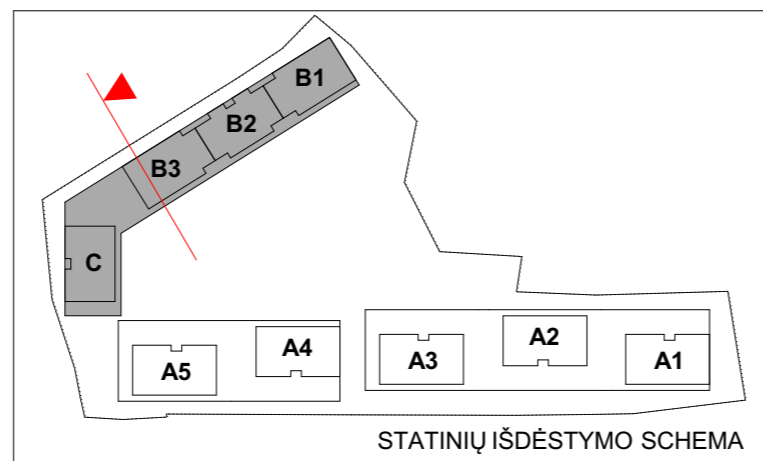 B1
B2
B3
C
A4
A5
A2
A3
A1
STATINIŲ IŠDĖSTYMO SCHEMA